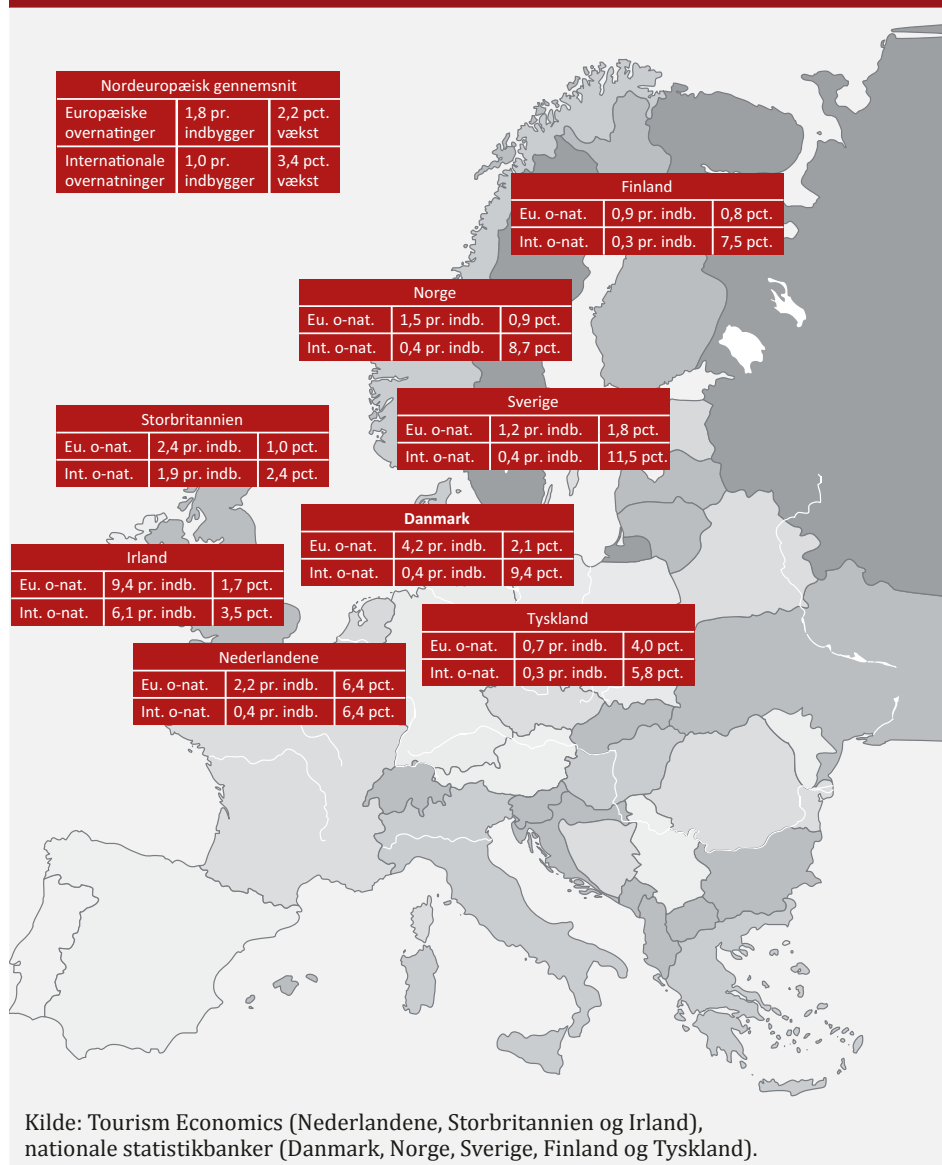 Nordeuropæisk gennemsnit
Europæiske overnatinger 1,8 pr. indbygger 2,2 pct. vækst
Internationale overnatninger 1,0 pr. indbygger 3,4 pct. vækst
Finland
Eu. o-nat. 0,9 pr. indb. 0,8 pct.
Int. o-nat. 0,3 pr. indb. 7,5 pct.
Norge
Eu. o-nat. 1,5 pr. indb. 0,9 pct.
Int. o-nat. 0,4 pr. indb. 8,7 pct.
Sverige
Eu. o-nat. 1,2 pr. indb. 1,8 pct.
Int. o-nat. 0,4 pr. indb. 11,5 pct.
Storbritannien
Eu. o-nat. 2,4 pr. indb. 1,0 pct.
Int. o-nat. 1,9 pr. indb. 2,4 pct.
Danmark
Eu. o-nat. 4,2 pr. indb. 2,1 pct.
Int. o-nat. 0,4 pr. indb. 9,4 pct.
Irland
Eu. o-nat. 9,4 pr. indb. 1,7 pct.
Int. o-nat. 6,1 pr. indb. 3,5 pct.
Tyskland
Eu. o-nat. 0,7 pr. indb. 4,0 pct.
Int. o-nat. 0,3 pr. indb. 5,8 pct.
Nederlandene
Eu. o-nat. 2,2 pr. indb. 6,4 pct.
Int. o-nat. 0,4 pr. indb. 6,4 pct.
Kilde: Tourism Economics (Nederlandene, Storbritannien og Irland),
nationale statistikbanker (Danmark, Norge, Sverige, Finland og Tyskland).